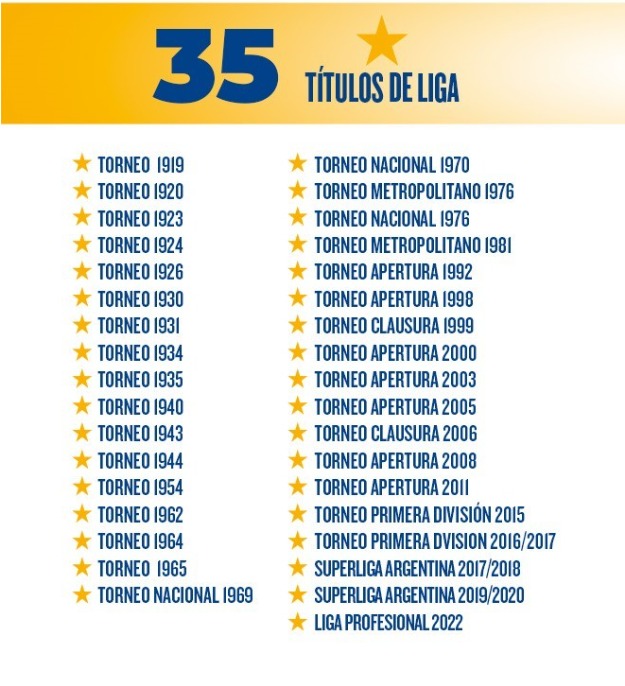 35
TÍTULOS DE LIGA
TORNEO 1919
TORNEO 1920
TORNEO 1923
TORNEO 1924
TORNEO 1926
TORNEO 1930
TORNEO 1931
TORNEO 1934
TORNEO 1935
TORNEO 1940
TORNEO 1943
TORNEO 1944
TORNEO 1954
TORNEO 1962
TORNEO 1964
TORNEO 1965
TORNEO NACIONAL 1969
TORNEO NACIONAL 1970
TORNEO METROPOLITANO 1976
TORNEO NACIONAL 1976
TORNEO METROPOLITANO 1981
TORNEO APERTURA 1992
TORNEO APERTURA 1998
TORNEO CLAUSURA 1999
TORNEO APERTURA 2000
TORNEO APERTURA 2003
TORNEO APERTURA 2005
TORNEO CLAUSURA 2006
TORNEO APERTURA 2008
TORNEO APERTURA 2011
TORNEO PRIMERA DIVISIÓN 2015
TORNEO PRIMERA DVISION 2016/2017
SUPERLIGA ARGENTINA 2017/2018
SUPERLIGA ARGENTINA 2019/2020
LIGA PROFESIONAL 2022